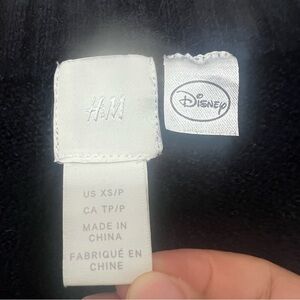 H&M
Disney
US XS/P
CA TP/P
MADE IN
CHINA
FABRIQUÉ EN
CHINE